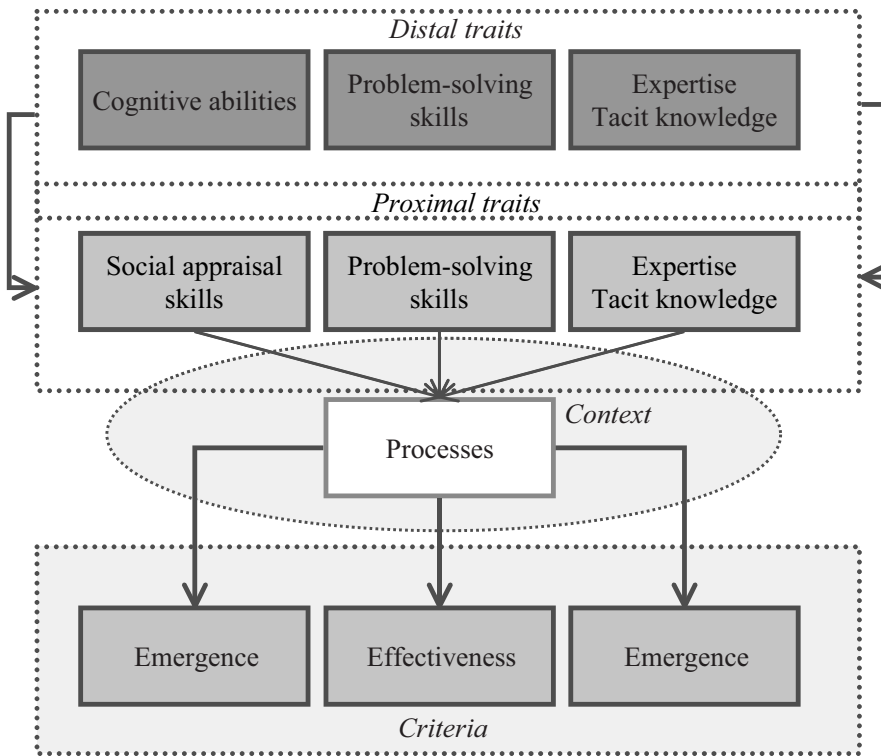 Distal traits
Cognitive abilities
Problem-solving
skills
Expertise
Tacit knowledge
Proximal traits
Social appraisal
skills
Problem-solving
skills
Expertise
Tacit knowledge
Context
Processes
Emergence
Effectiveness
Emergence
Criteria